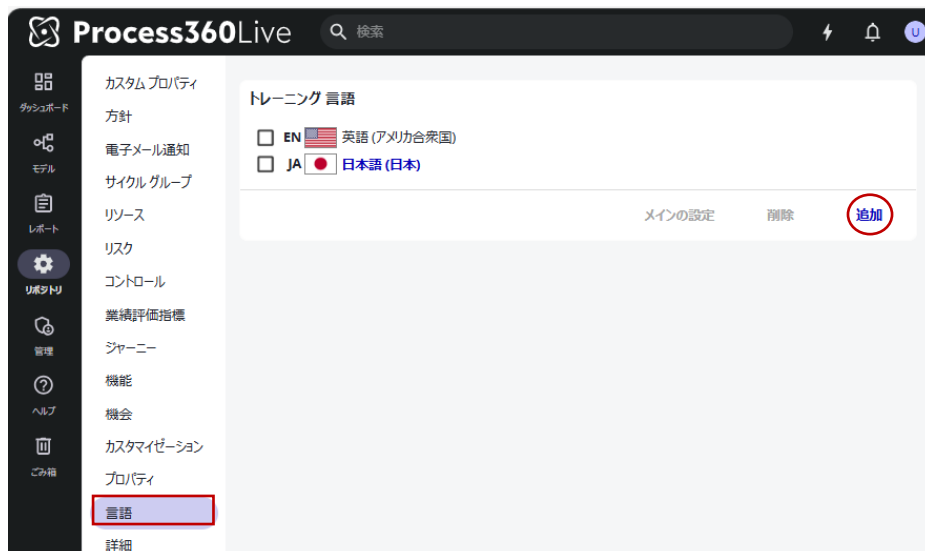 Process360Live
検索
U
ダッシュボード
モデル
レポート
リポジトリ
管理
ヘルプ
ごみ箱
カスタム プロパティ
方針
電子メール通知
サイクル グループ
リソース
リスク
コントロール
業績評価指標
ジャーニー
機能
機会
カスタマイゼーション
プロパティ
言語
詳細
トレーニング 言語
EN 英語 (アメリカ合衆国)
JA 日本語 (日本)
メインの設定 削除 追加